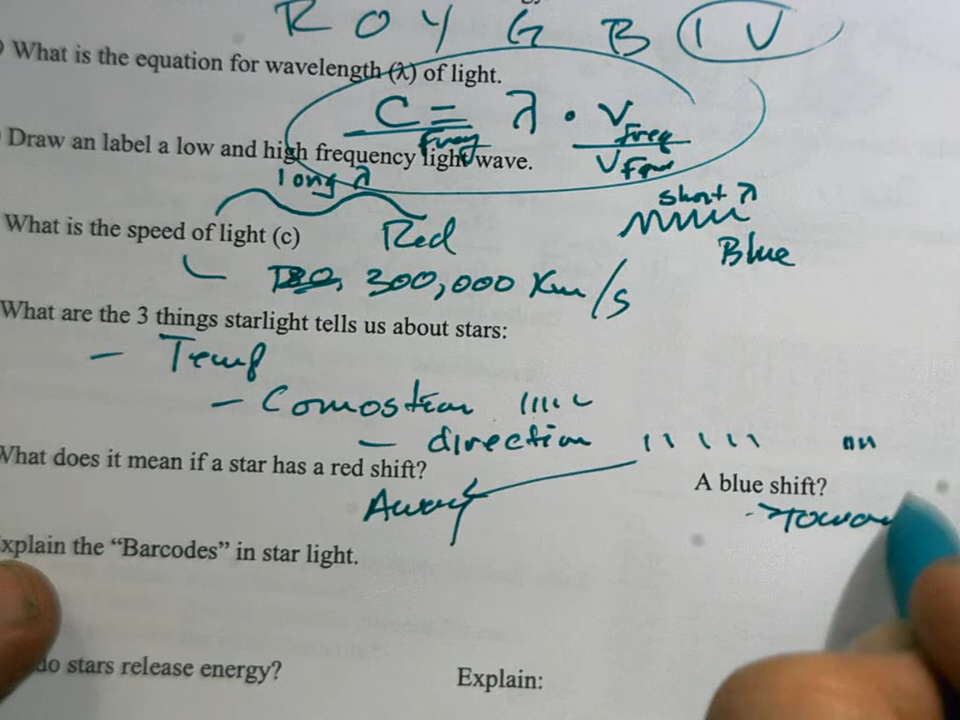 R O Y G B I V
What is the equation for wavelength (λ) of light.
C = λ • V Freq
Freq V
Draw an label a low and high frequency light wave.
long λ short λ
What is the speed of light (c) Red Blue
300,000 Km/s
What are the 3 things starlight tells us about stars:
- Temp
- Comostion
- direction
What does it mean if a star has a red shift? A blue shift?
Away
xplain the “Barcodes” in star light.
do stars release energy? Explain: